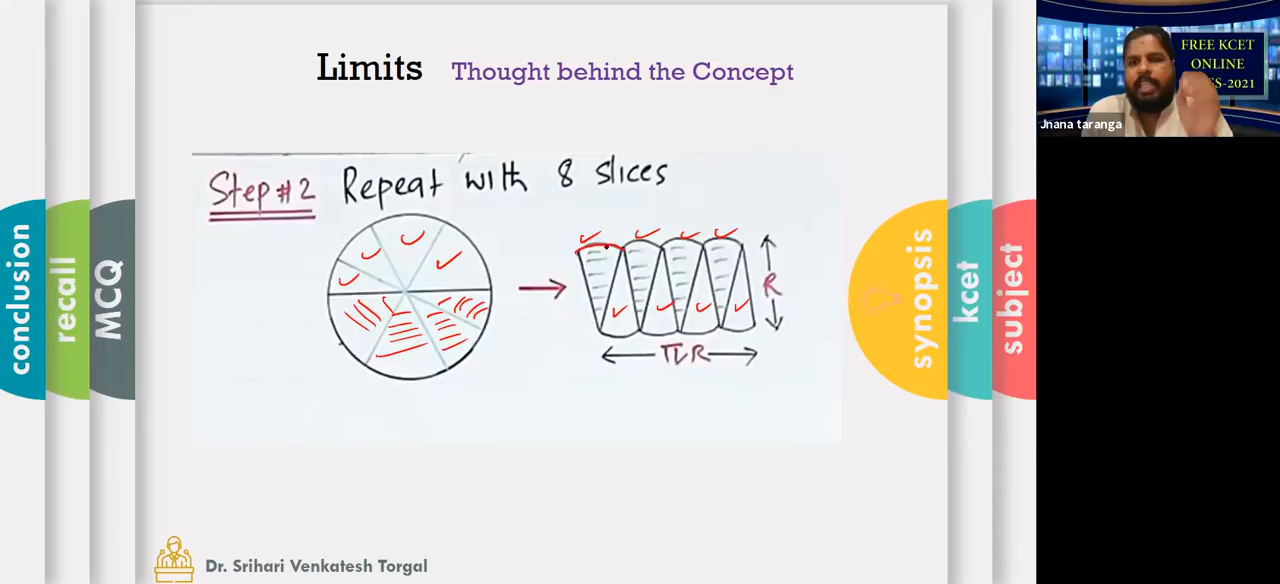 Limits Thought behind the Concept
Step #2 Repeat with 8 slices
R
πR
conclusion
recall
MCQ
synopsis
kcet
subject
Dr. Srihari Venkatesh Torgal
FREE KCET
ONLINE
SS-2021
Jnana taranga